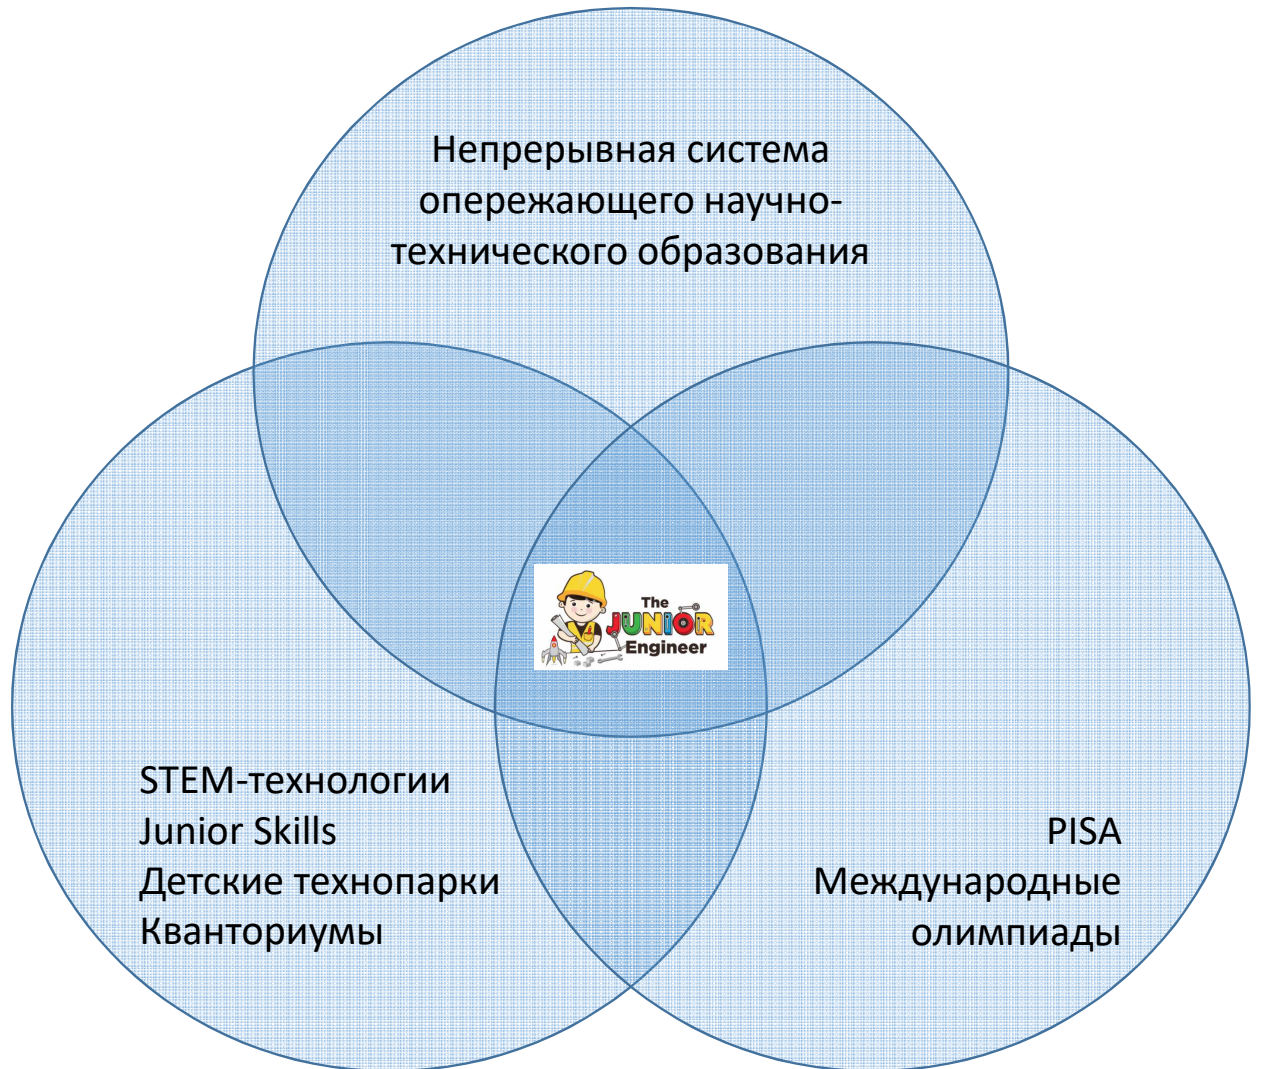 Непрерывная система
опережающего научно-
технического образования
The
JUNIOR
Engineer
STEM-технологии
Junior Skills
Детские технопарки
Кванториумы
PISA
Международные
олимпиады